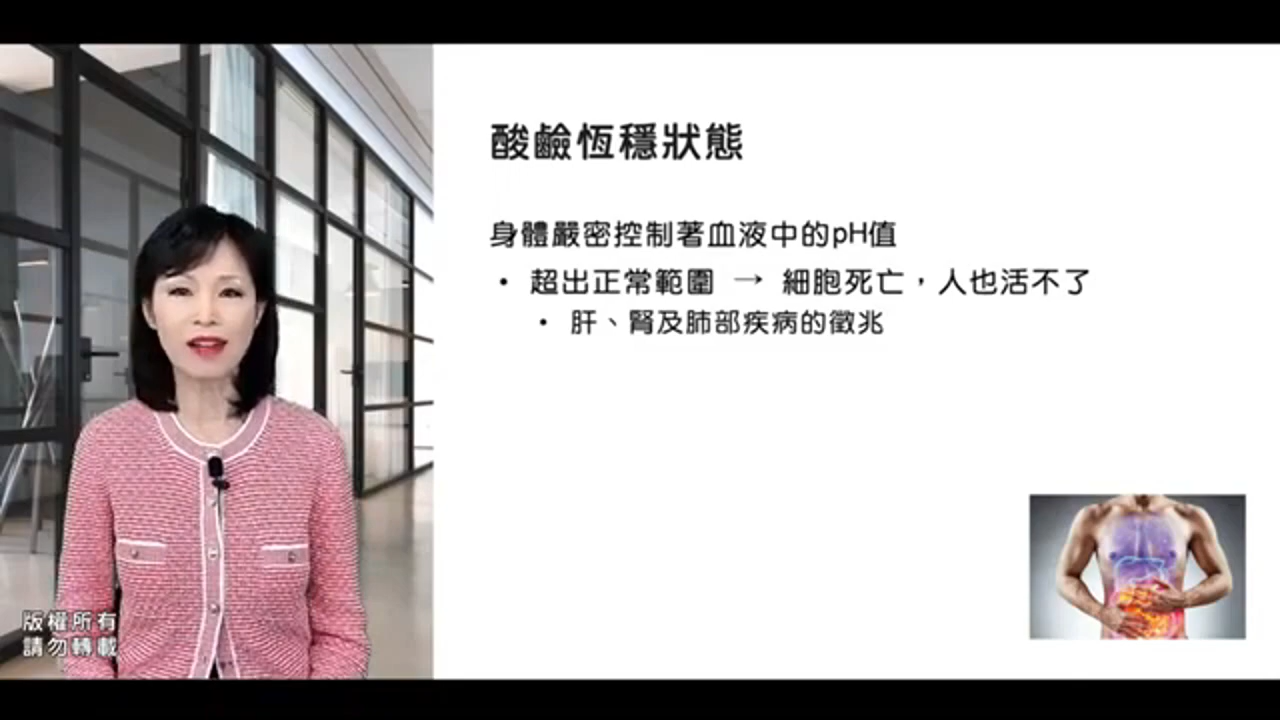 酸鹼恆穩狀態
身體嚴密控制著血液中的pH值
• 超出正常範圍 → 細胞死亡，人也活不了
• 肝、腎及肺部疾病的徵兆
版權所有
請勿轉載